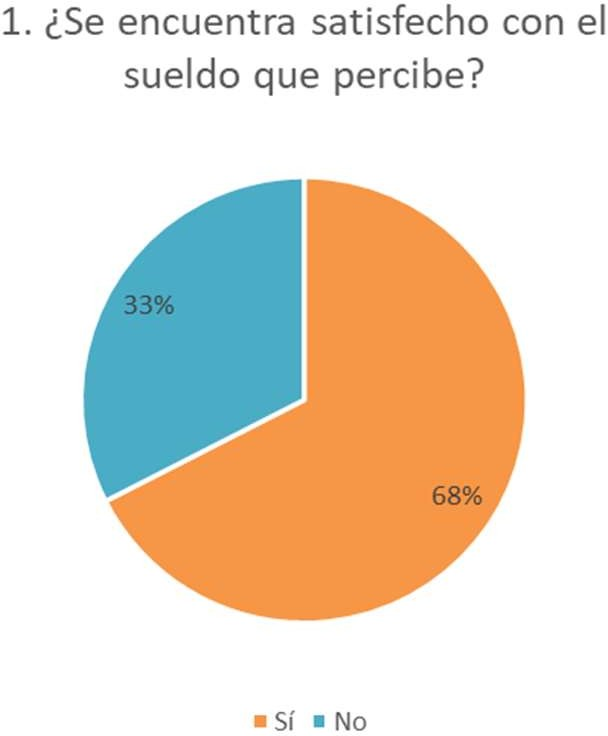 1. ¿Se encuentra satisfecho con el
sueldo que percibe?
33%
68%
Sí No